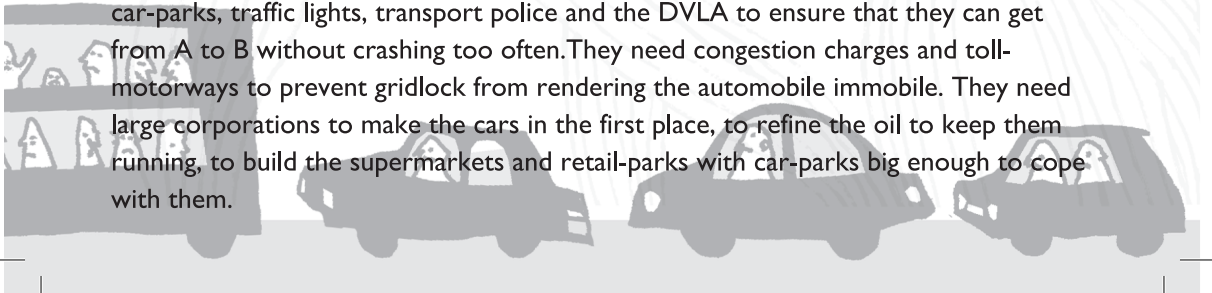 car-parks, traffic lights, transport police and the DVLA to ensure that they can get
from A to B without crashing too often.They need congestion charges and toll-
motorways to prevent gridlock from rendering the automobile immobile. They need
large corporations to make the cars in the first place, to refine the oil to keep them
running, to build the supermarkets and retail-parks with car-parks big enough to cope
with them.